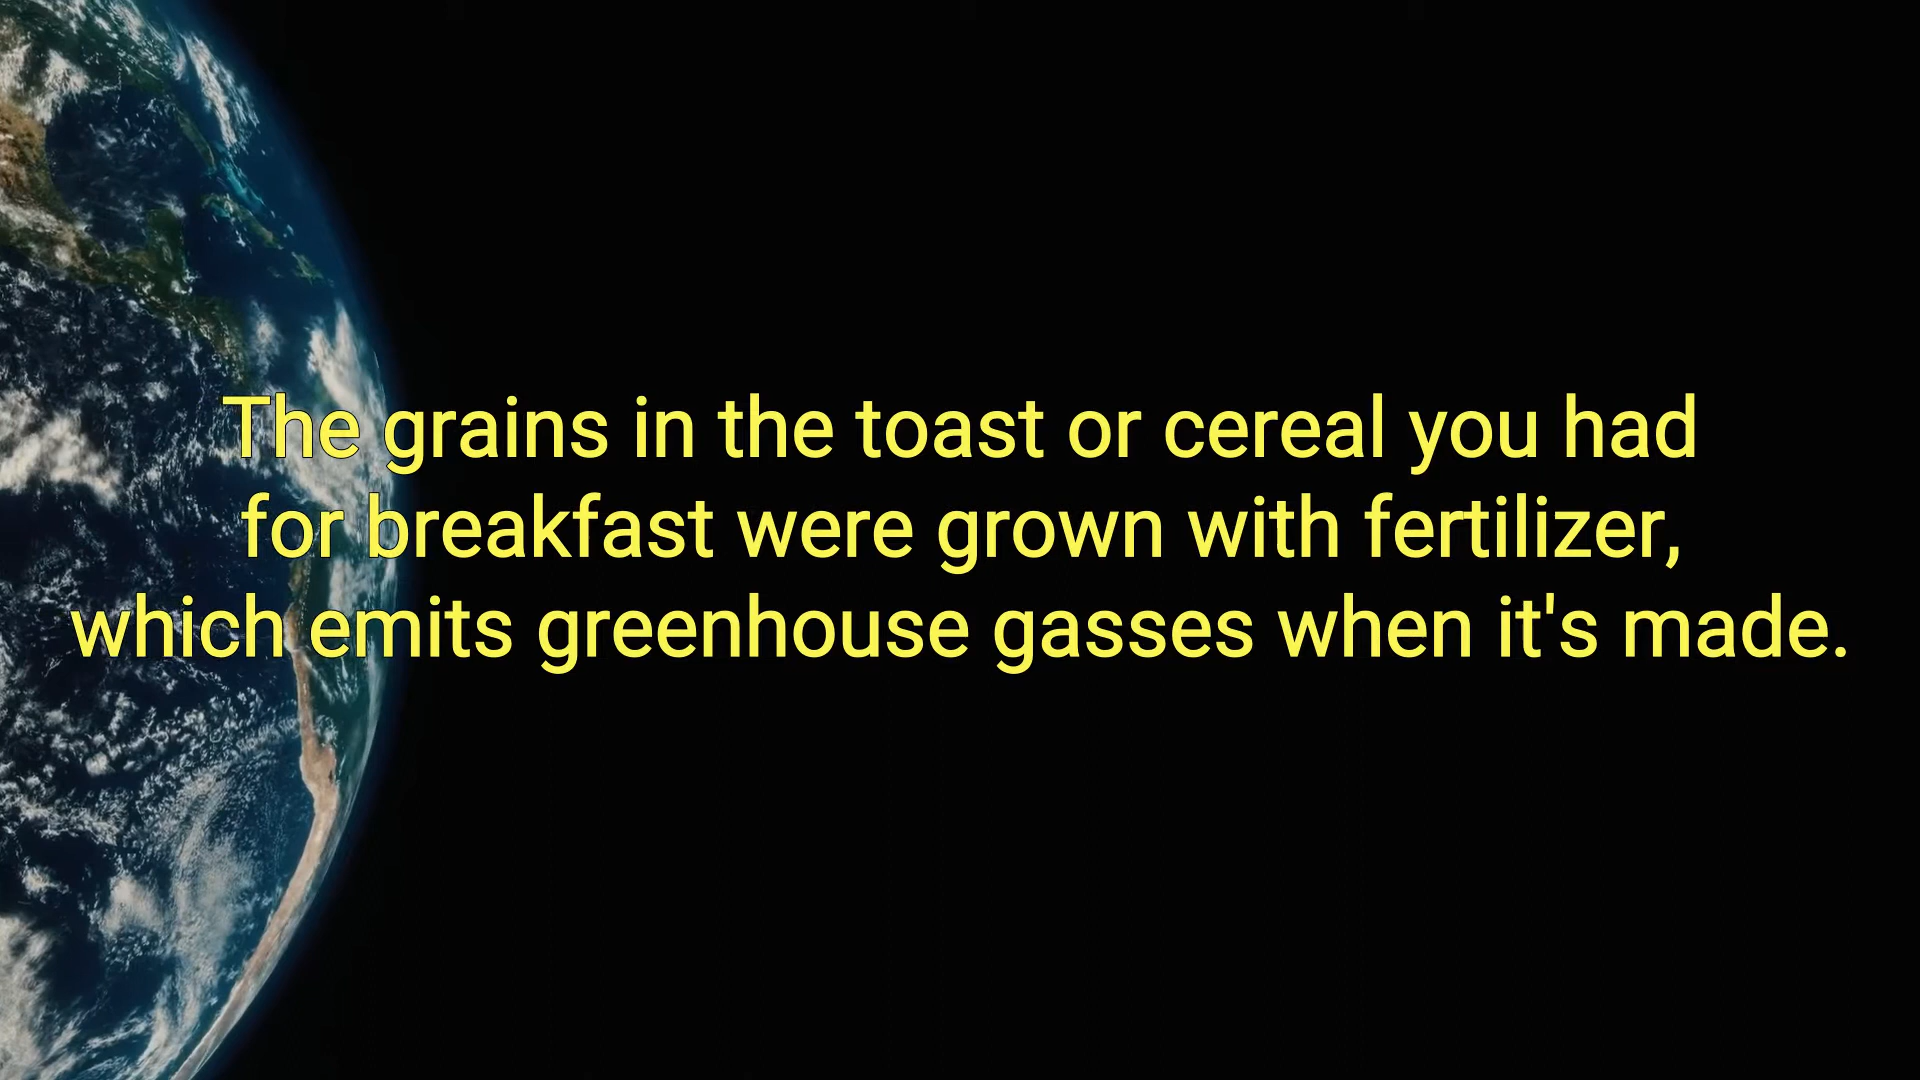 The grains in the toast or cereal you had
for breakfast were grown with fertilizer,
which emits greenhouse gasses when it's made.